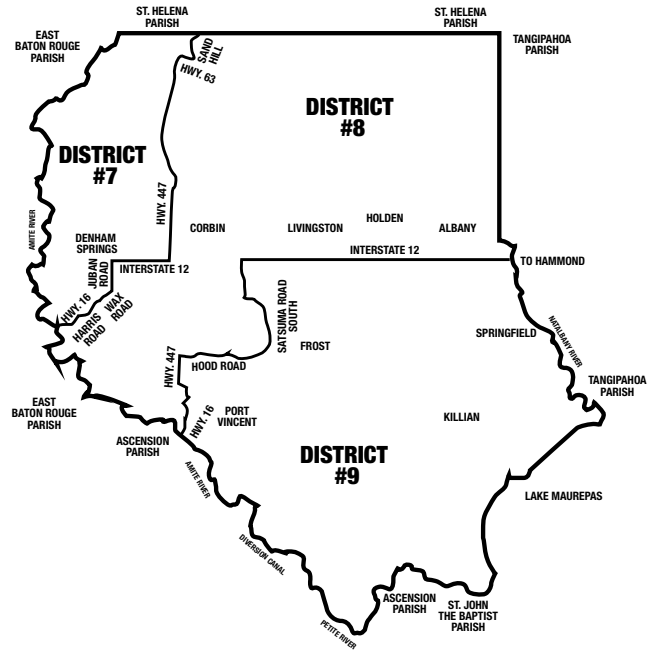 ST. HELENA
PARISH
ST. HELENA
PARISH
EAST
BATON ROUGE
PARISH
TANGIPAHOA
PARISH
SAND
HILL
HWY. 63
DISTRICT
#8
DISTRICT
#7
HWY. 447
AMITE RIVER
CORBIN
LIVINGSTON
HOLDEN
ALBANY
DENHAM
SPRINGS
JUBAN
ROAD
INTERSTATE 12
INTERSTATE 12
TO HAMMOND
HWY. 16
HARRIS
ROAD
WAX
ROAD
SATSUMA ROAD
SOUTH
FROST
SPRINGFIELD
NATALBANY RIVER
HWY. 447
HOOD ROAD
TANGIPAHOA
PARISH
EAST
BATON ROUGE
PARISH
HWY. 16
PORT
VINCENT
KILLIAN
ASCENSION
PARISH
DISTRICT
#9
AMITE RIVER
LAKE MAUREPAS
DIVERSION CANAL
ASCENSION
PARISH
ST. JOHN
THE BAPTIST
PARISH
PETITE RIVER